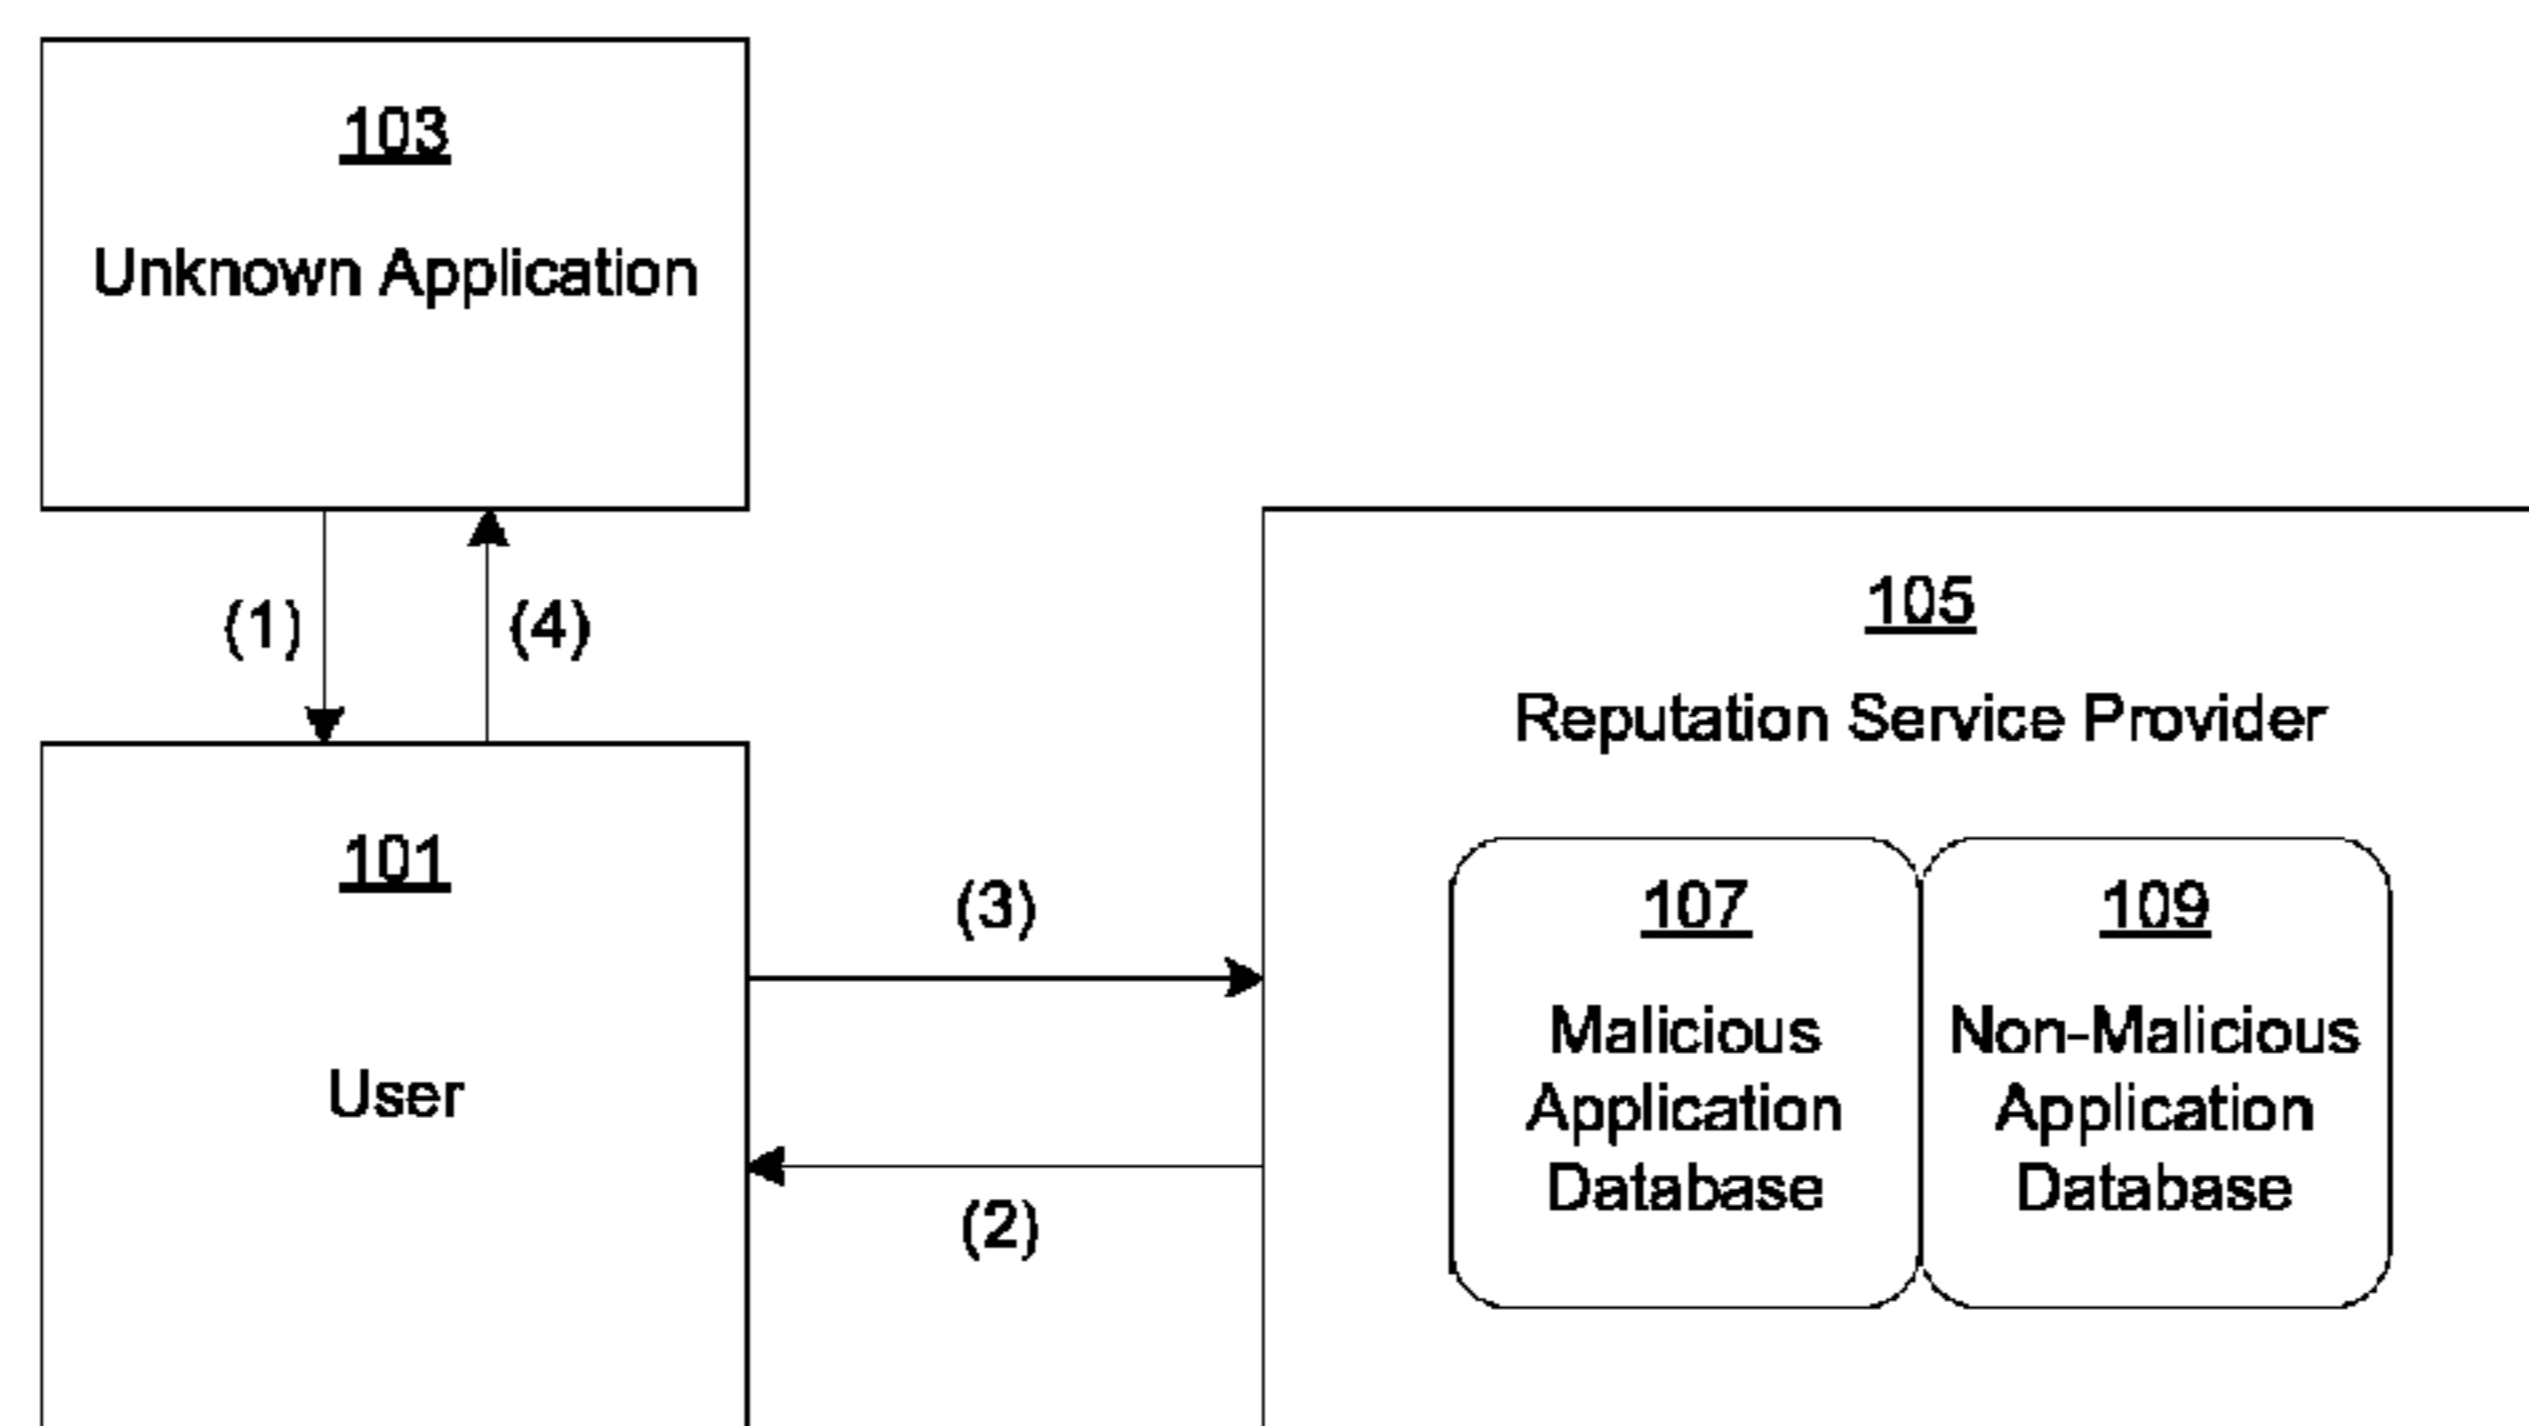 103
Unknown Application
(1)
(4)
105
Reputation Service Provider
101
User
(3)
(2)
107
Malicious
Application
Database
109
Non-Malicious
Application
Database